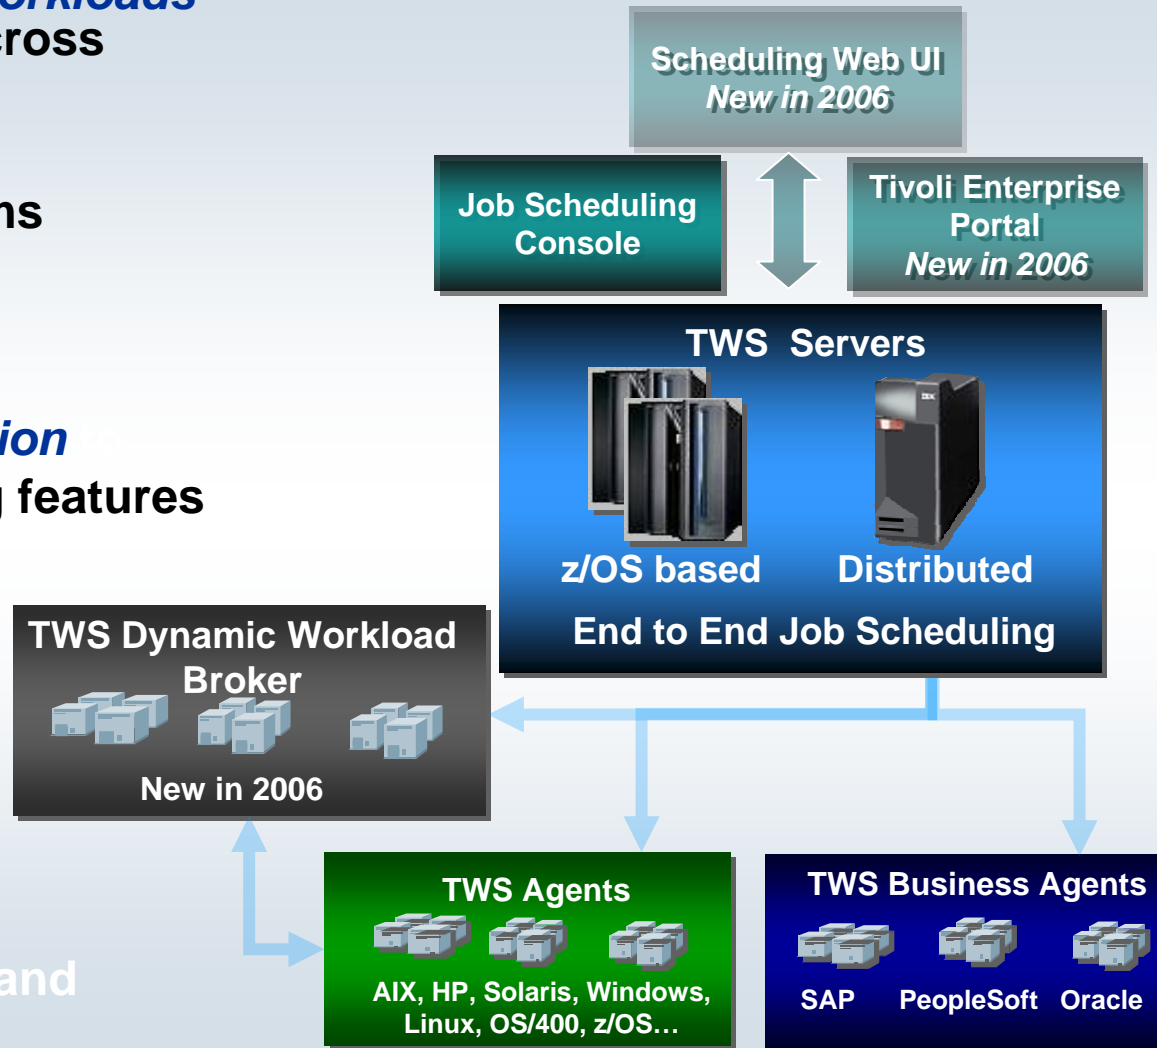 orkloads
cross
ns
ion to
g features
and
Scheduling Web UI
New in 2006
Job Scheduling
Console
Tivoli Enterprise
Portal
New in 2006
TWS Servers
z/OS based
Distributed
End to End Job Scheduling
TWS Dynamic Workload
Broker
New in 2006
TWS Agents
AIX, HP, Solaris, Windows,
Linux, OS/400, z/OS...
TWS Business Agents
SAP
PeopleSoft
Oracle